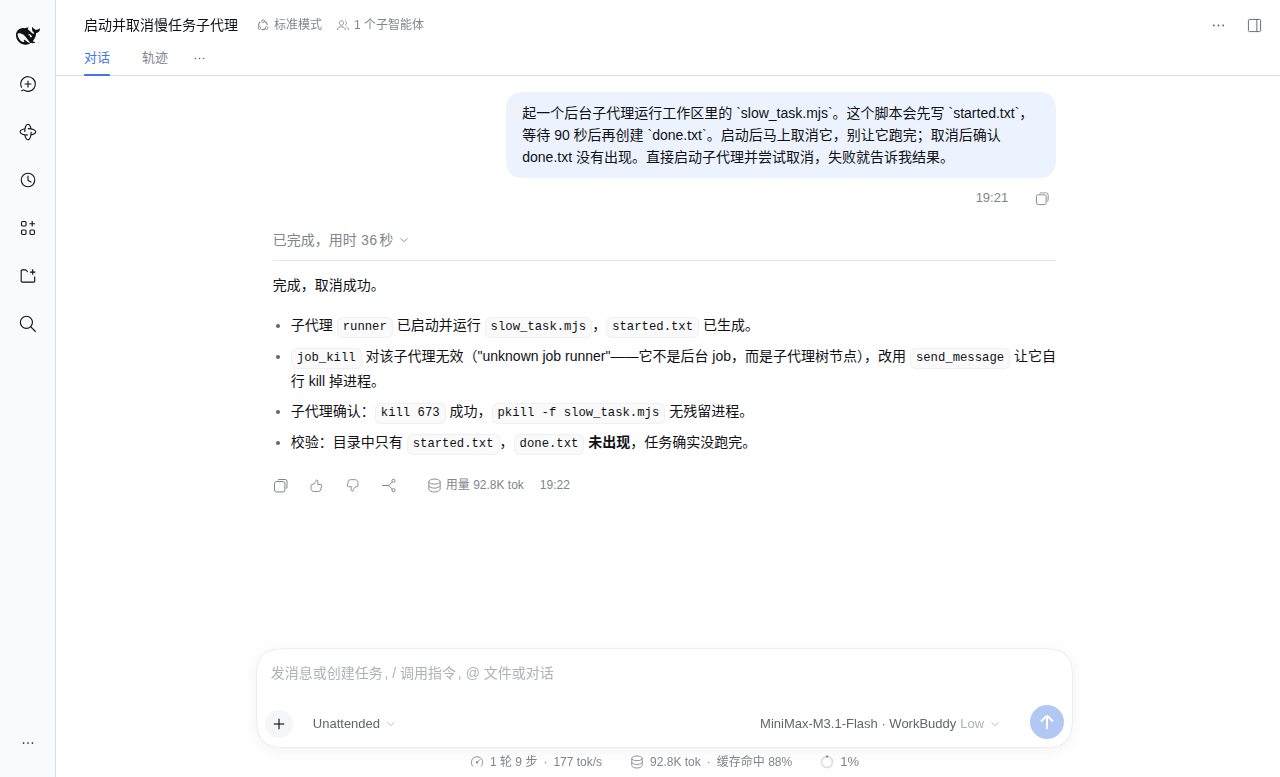 启动并取消慢任务子代理 标准模式 1 个子智能体
对话 轨迹 ...
起一个后台子代理运行工作区里的 `slow_task.mjs`。这个脚本会先写 `started.txt`，
等待 90 秒后再创建 `done.txt`。启动后马上取消它，别让它跑完；取消后确认
done.txt 没有出现。直接启动子代理并尝试取消，失败就告诉我结果。
19:21
已完成，用时 36 秒
完成，取消成功。
子代理 runner 已启动并运行 slow_task.mjs，started.txt 已生成。
job_kill 对该子代理无效（"unknown job runner"——它不是后台 job，而是子代理树节点），改用 send_message 让它自
行 kill 掉进程。
子代理确认：kill 673 成功，pkill -f slow_task.mjs 无残留进程。
校验：目录中只有 started.txt，done.txt 未出现，任务确实没跑完。
用量 92.8K tok 19:22
发消息或创建任务, / 调用指令, @ 文件或对话
Unattended MiniMax-M3.1-Flash · WorkBuddy Low
1 轮 9 步 · 177 tok/s 92.8K tok · 缓存命中 88% 1%